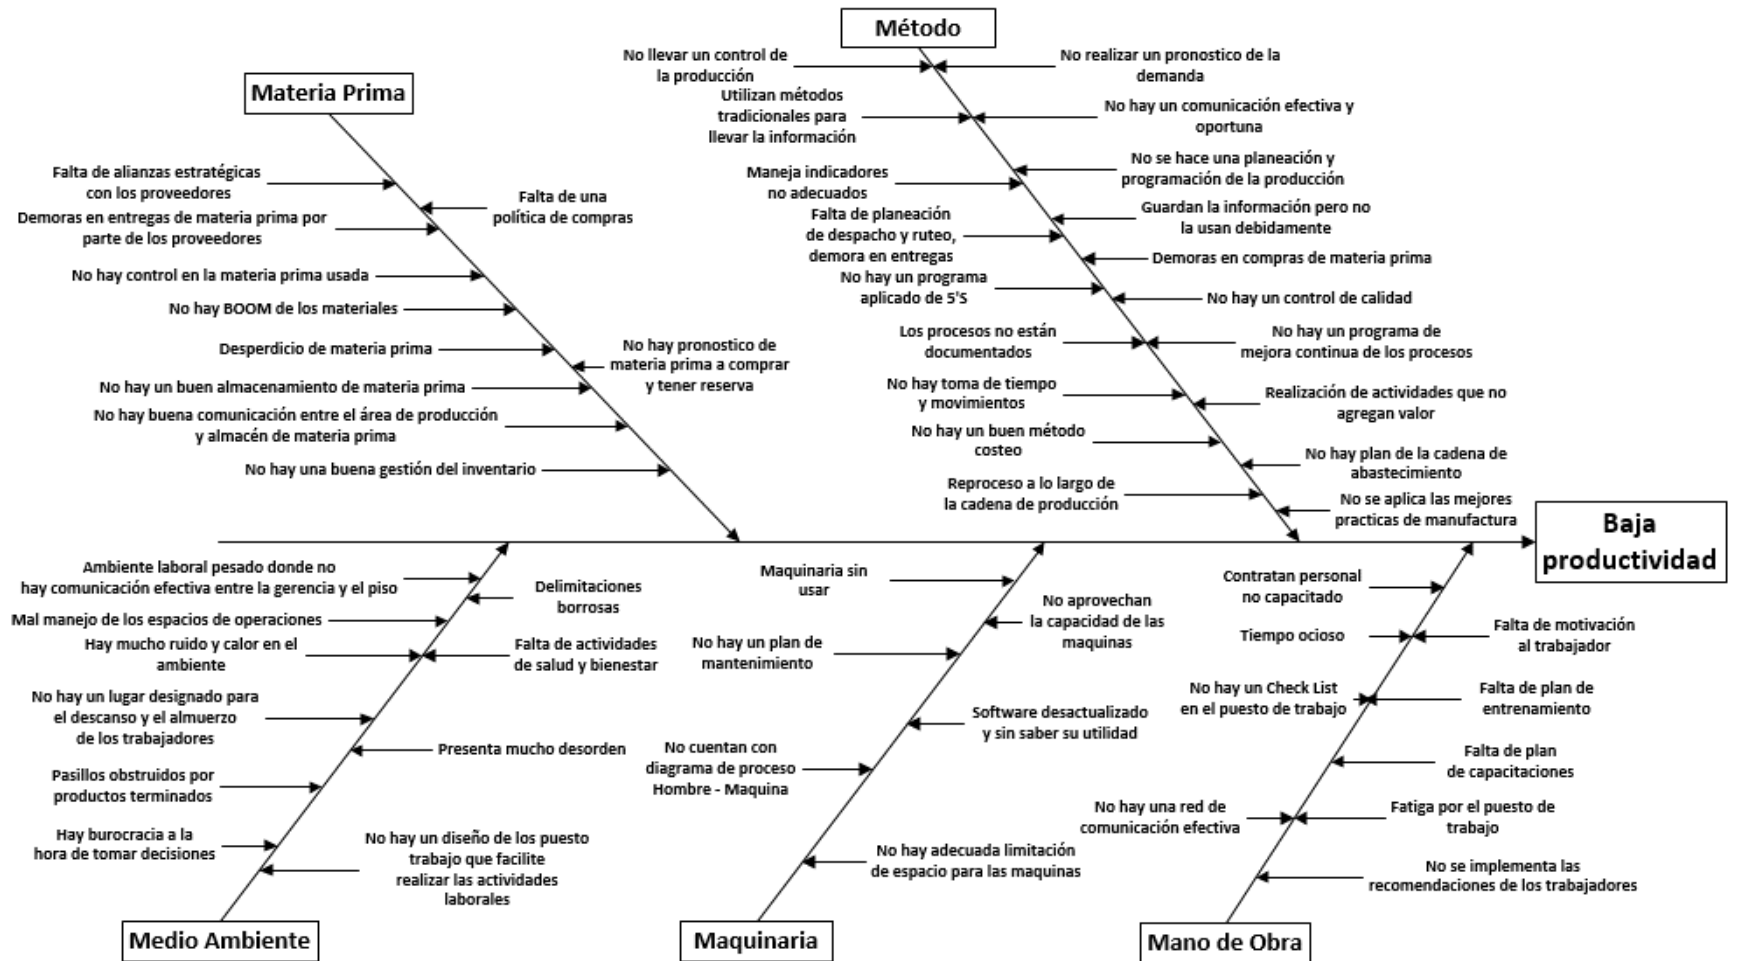 Método
No llevar un control de
la producción
No realizar un pronostico de la
demanda
Utilizan métodos
tradicionales para
llevar la información
No hay un comunicación efectiva y
oportuna
Maneja indicadores
no adecuados
No se hace una planeación y
programación de la producción
Falta de planeación
de despacho y ruteo,
demora en entregas
Guardan la información pero no
la usan debidamente
Demoras en compras de materia prima
No hay un programa
aplicado de 5'S
No hay un control de calidad
Los procesos no están
documentados
No hay un programa de
mejora continua de los procesos
No hay toma de tiempo
y movimientos
Realización de actividades que no
agregan valor
No hay un buen método
costeo
No hay plan de la cadena de
abastecimiento
Reproceso a lo largo de
la cadena de producción
No se aplica las mejores
practicas de manufactura
Materia Prima
Falta de alianzas estratégicas
con los proveedores
Falta de una
política de compras
Demoras en entregas de materia prima por
parte de los proveedores
No hay control en la materia prima usada
No hay BOOM de los materiales
Desperdicio de materia prima
No hay pronostico de
materia prima a comprar
y tener reserva
No hay un buen almacenamiento de materia prima
No hay buena comunicación entre el área de producción
y almacén de materia prima
No hay una buena gestión del inventario
Baja
productividad
Ambiente laboral pesado donde no
hay comunicación efectiva entre la gerencia y el piso
Delimitaciones
borrosas
Mal manejo de los espacios de operaciones
Hay mucho ruido y calor en el
ambiente
Falta de actividades
de salud y bienestar
No hay un lugar designado para
el descanso y el almuerzo
de los trabajadores
Presenta mucho desorden
Pasillos obstruidos por
productos terminados
Hay burocracia a la
hora de tomar decisiones
No hay un diseño de los puesto
trabajo que facilite
realizar las actividades
laborales
Medio Ambiente
Maquinaria sin
usar
No aprovechan
la capacidad de las
maquinas
No hay un plan de
mantenimiento
Software desactualizado
y sin saber su utilidad
No cuentan con
diagrama de proceso
Hombre - Maquina
No hay adecuada limitación
de espacio para las maquinas
Maquinaria
Contratan personal
no capacitado
Tiempo ocioso
Falta de motivación
al trabajador
No hay un Check List
en el puesto de trabajo
Falta de plan de
entrenamiento
Falta de plan
de capacitaciones
No hay una red de
comunicación efectiva
Fatiga por el puesto de
trabajo
No se implementa las
recomendaciones de los trabajadores
Mano de Obra